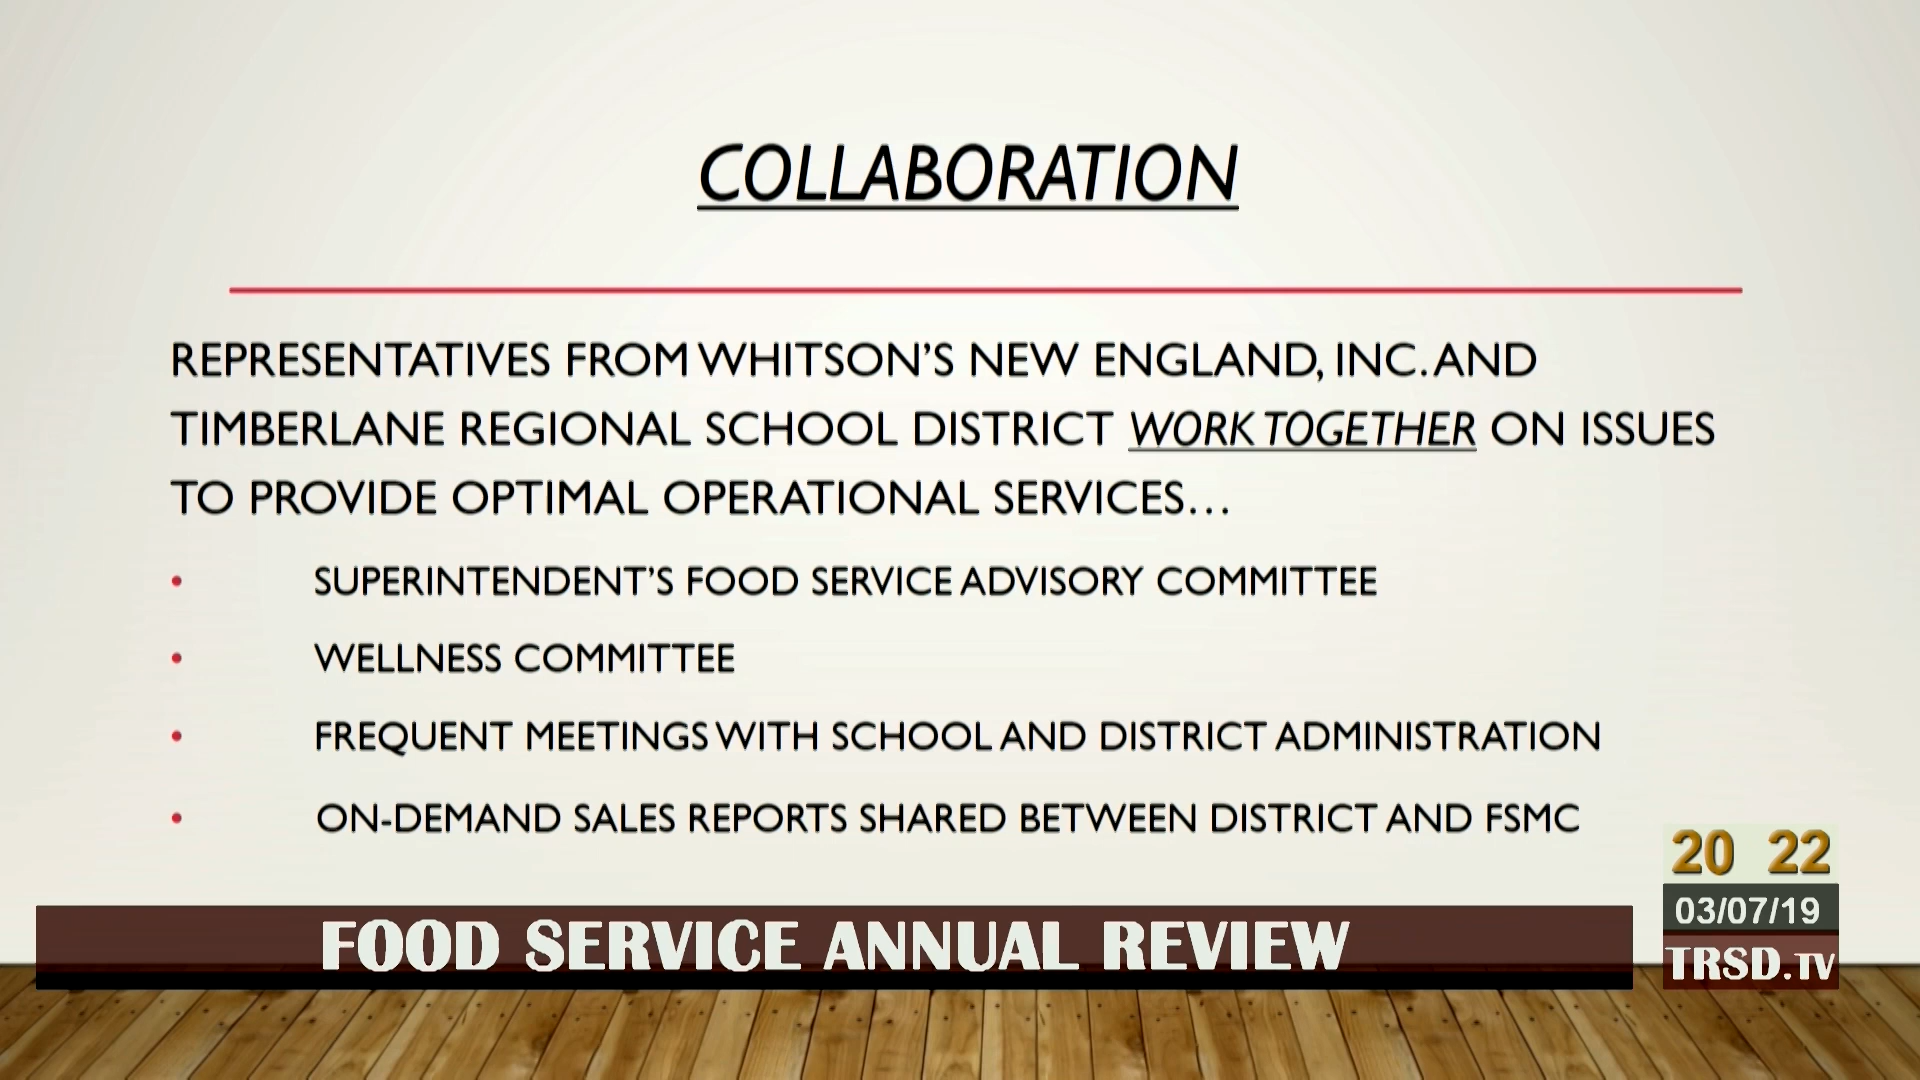 COLLABORATION
REPRESENTATIVES FROM WHITSON'S NEW ENGLAND, INC. AND
TIMBERLANE REGIONAL SCHOOL DISTRICT WORK TOGETHER ON ISSUES
TO PROVIDE OPTIMAL OPERATIONAL SERVICES…
• SUPERINTENDENT'S FOOD SERVICE ADVISORY COMMITTEE
• WELLNESS COMMITTEE
• FREQUENT MEETINGS WITH SCHOOL AND DISTRICT ADMINISTRATION
• ON-DEMAND SALES REPORTS SHARED BETWEEN DISTRICT AND FSMC
20 22
03/07/19
FOOD SERVICE ANNUAL REVIEW
TRSD.TV